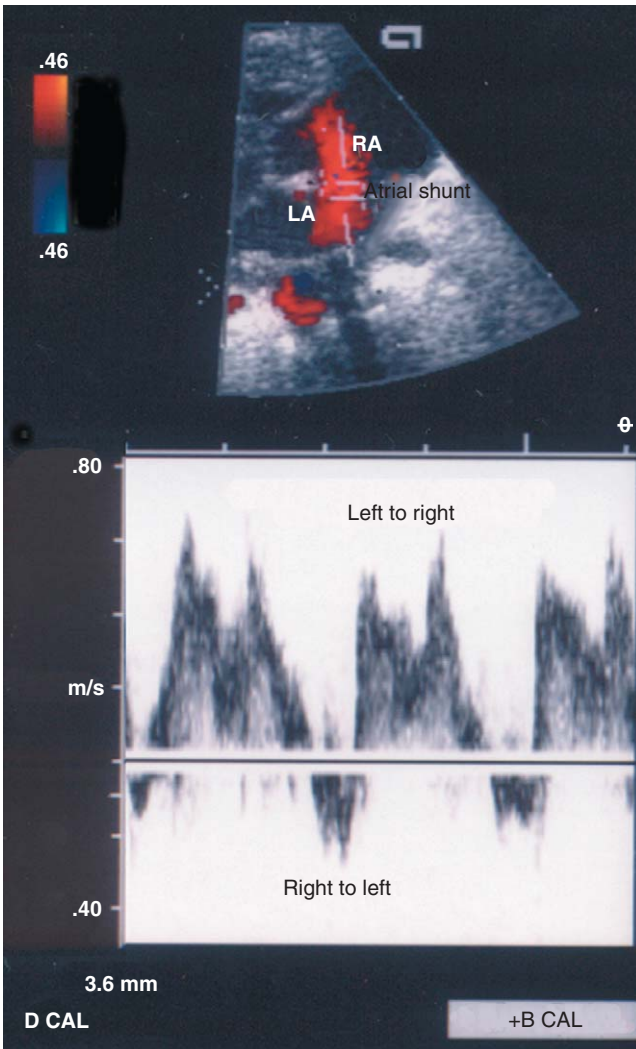 .46
.46
RA
Atrial shunt
LA
.80
Left to right
m/s
Right to left
.40
3.6 mm
D CAL
+B CAL